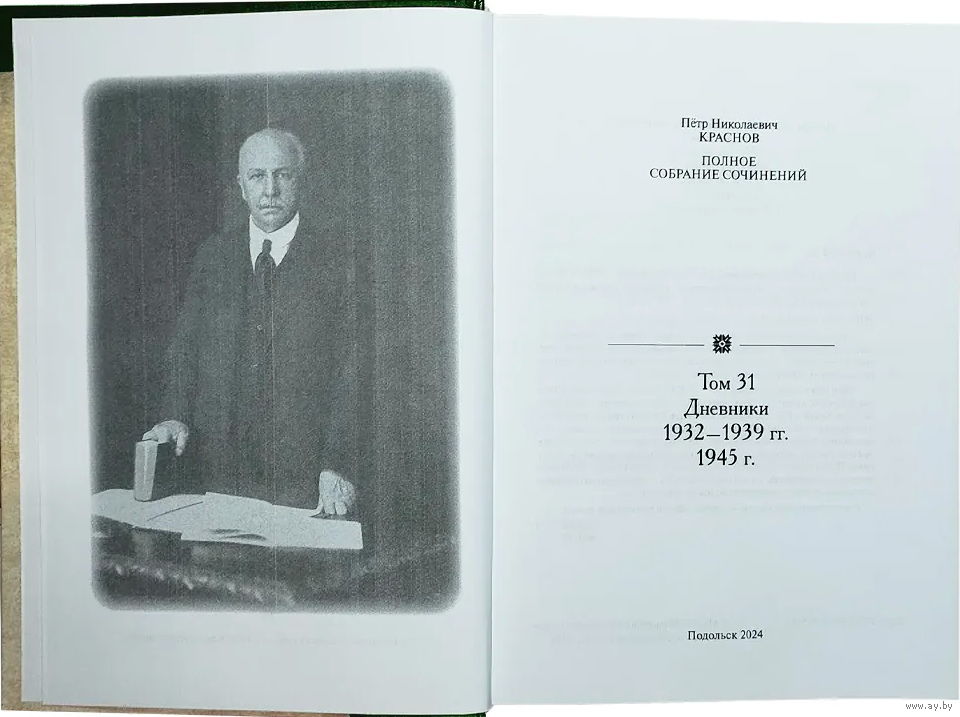 Пётр Николаевич
КРАСНОВ
ПОЛНОЕ
СОБРАНИЕ СОЧИНЕНИЙ
Том 31
Дневники
1932–1939 гг.
1945 г.
Подольск 2024
www.ay.by